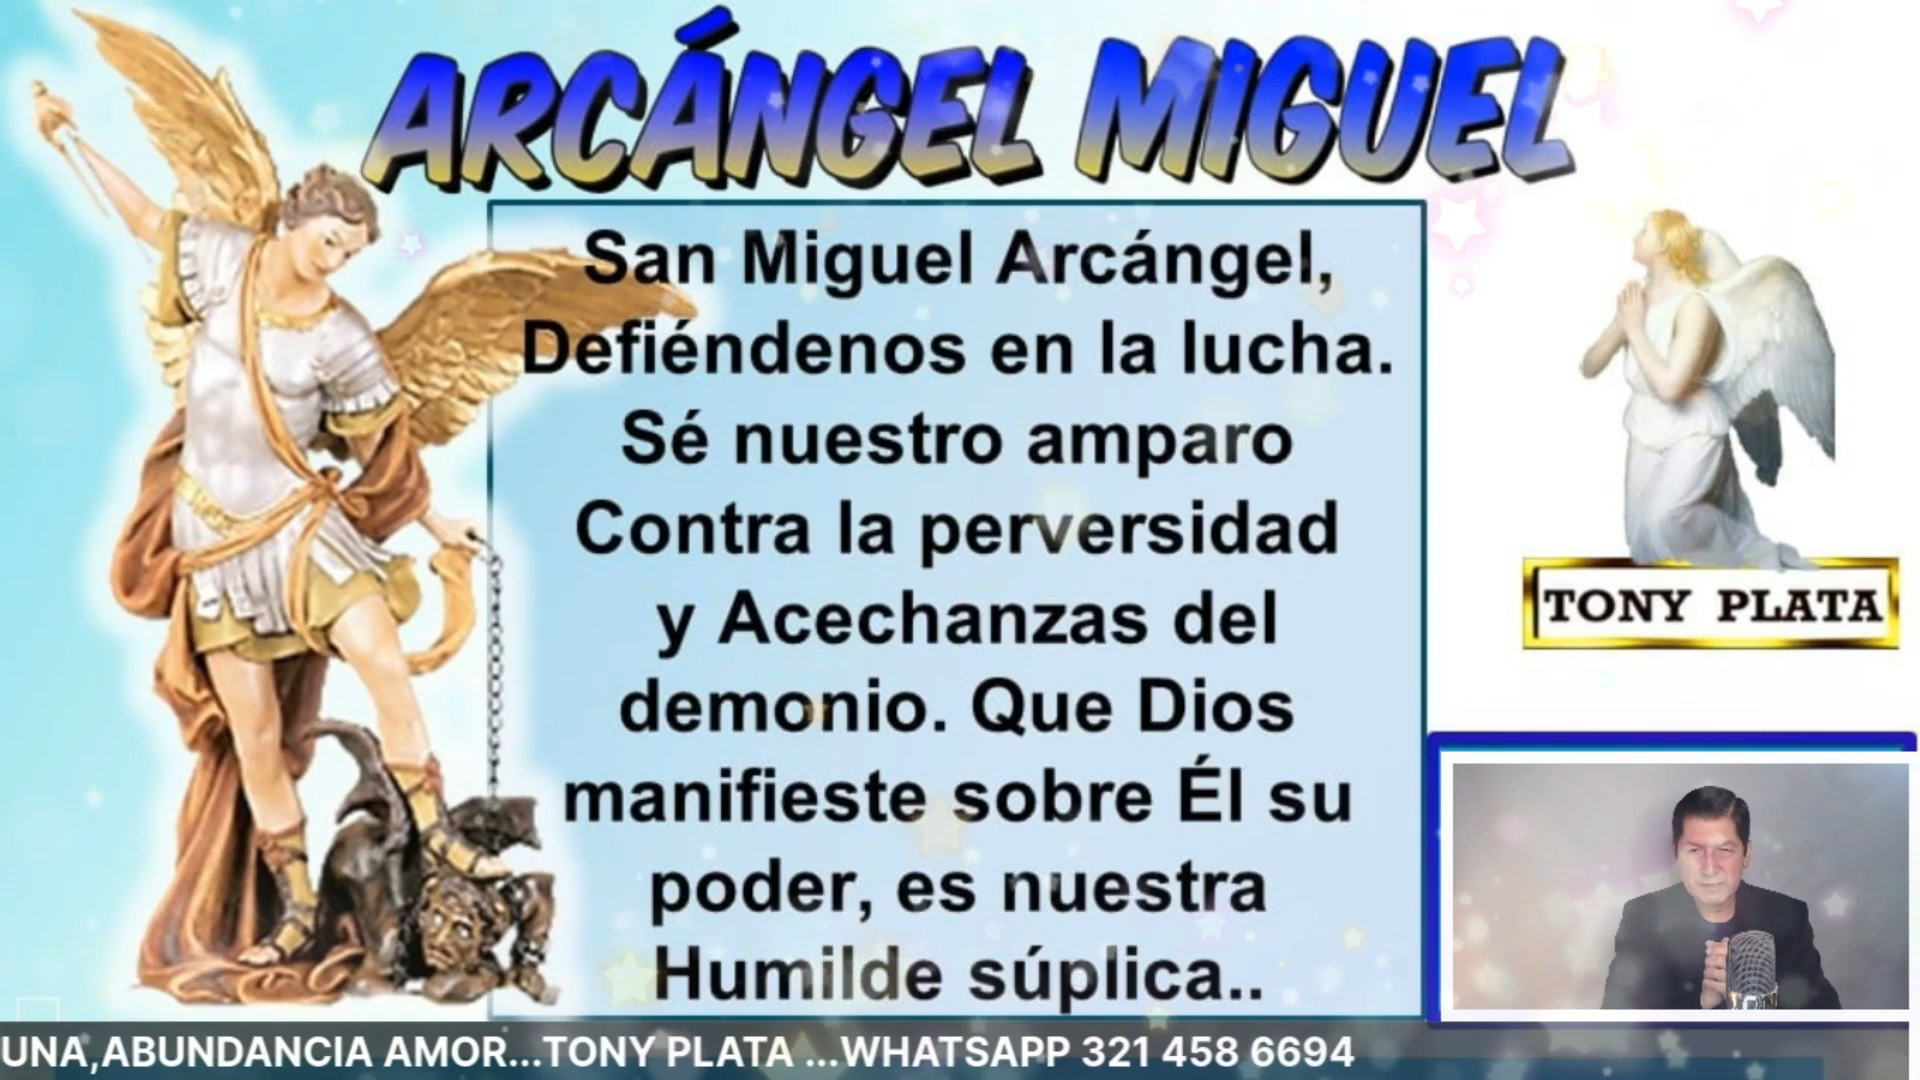 ARCÁNGEL MIGUEL
San Miguel Arcángel,
Defiéndenos en la lucha.
Sé nuestro amparo
Contra la perversidad
y Acechanzas del
demonio. Que Dios
manifieste sobre Él su
poder, es nuestra
Humilde súplica..
TONY PLATA
UNA,ABUNDANCIA AMOR...TONY PLATA ...WHATSAPP 321 458 6694